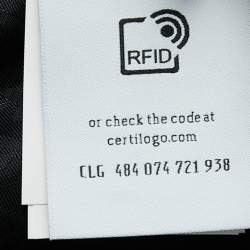 RFID
or check the code at
certilogo.com
CLG 484 074 721 938